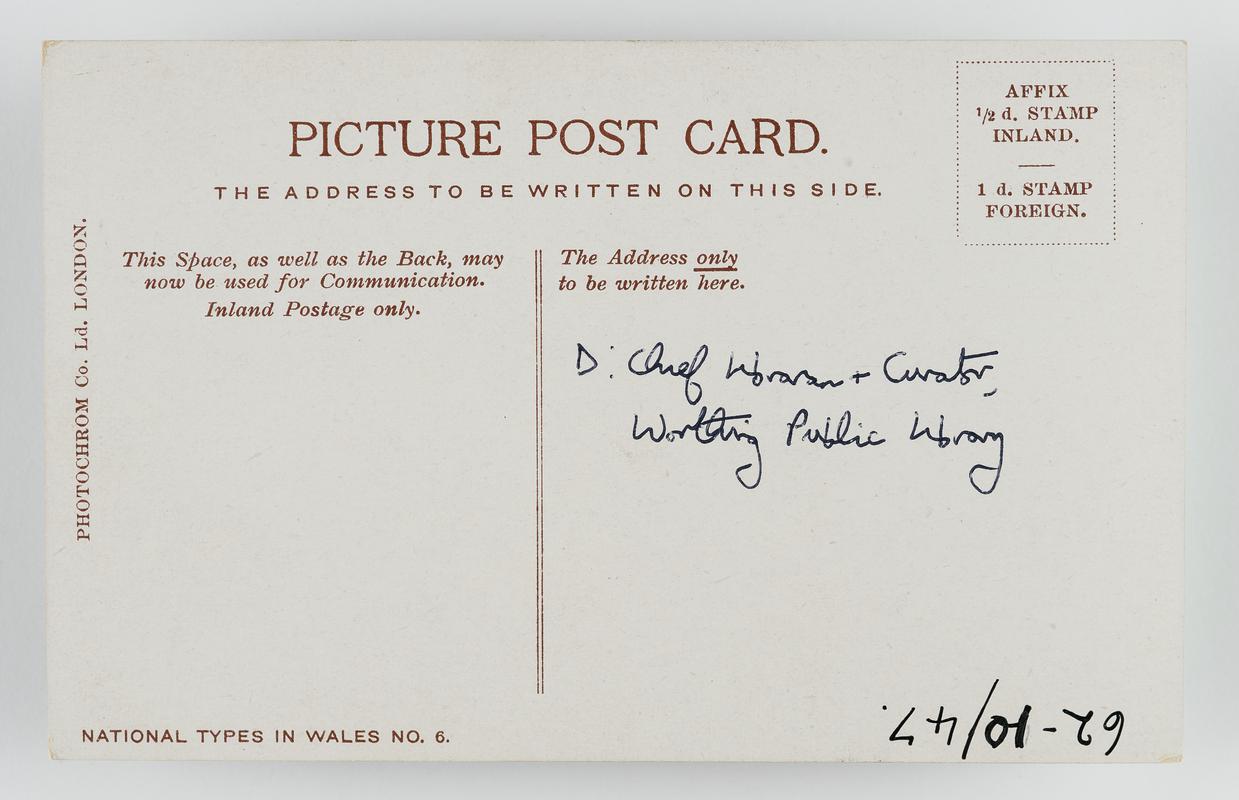 PICTURE POST CARD.
THE ADDRESS TO BE WRITTEN ON THIS SIDE.
AFFIX
1/2 d. STAMP
INLAND.
1 d. STAMP
FOREIGN.
PHOTOCHROM Co. Ld. LONDON.
This Space, as well as the Back, may
now be used for Communication.
Inland Postage only.
The Address only
to be written here.
D: Chief Librarian + Curator,
Worthing Public Library
NATIONAL TYPES IN WALES NO. 6.
62-10/47.